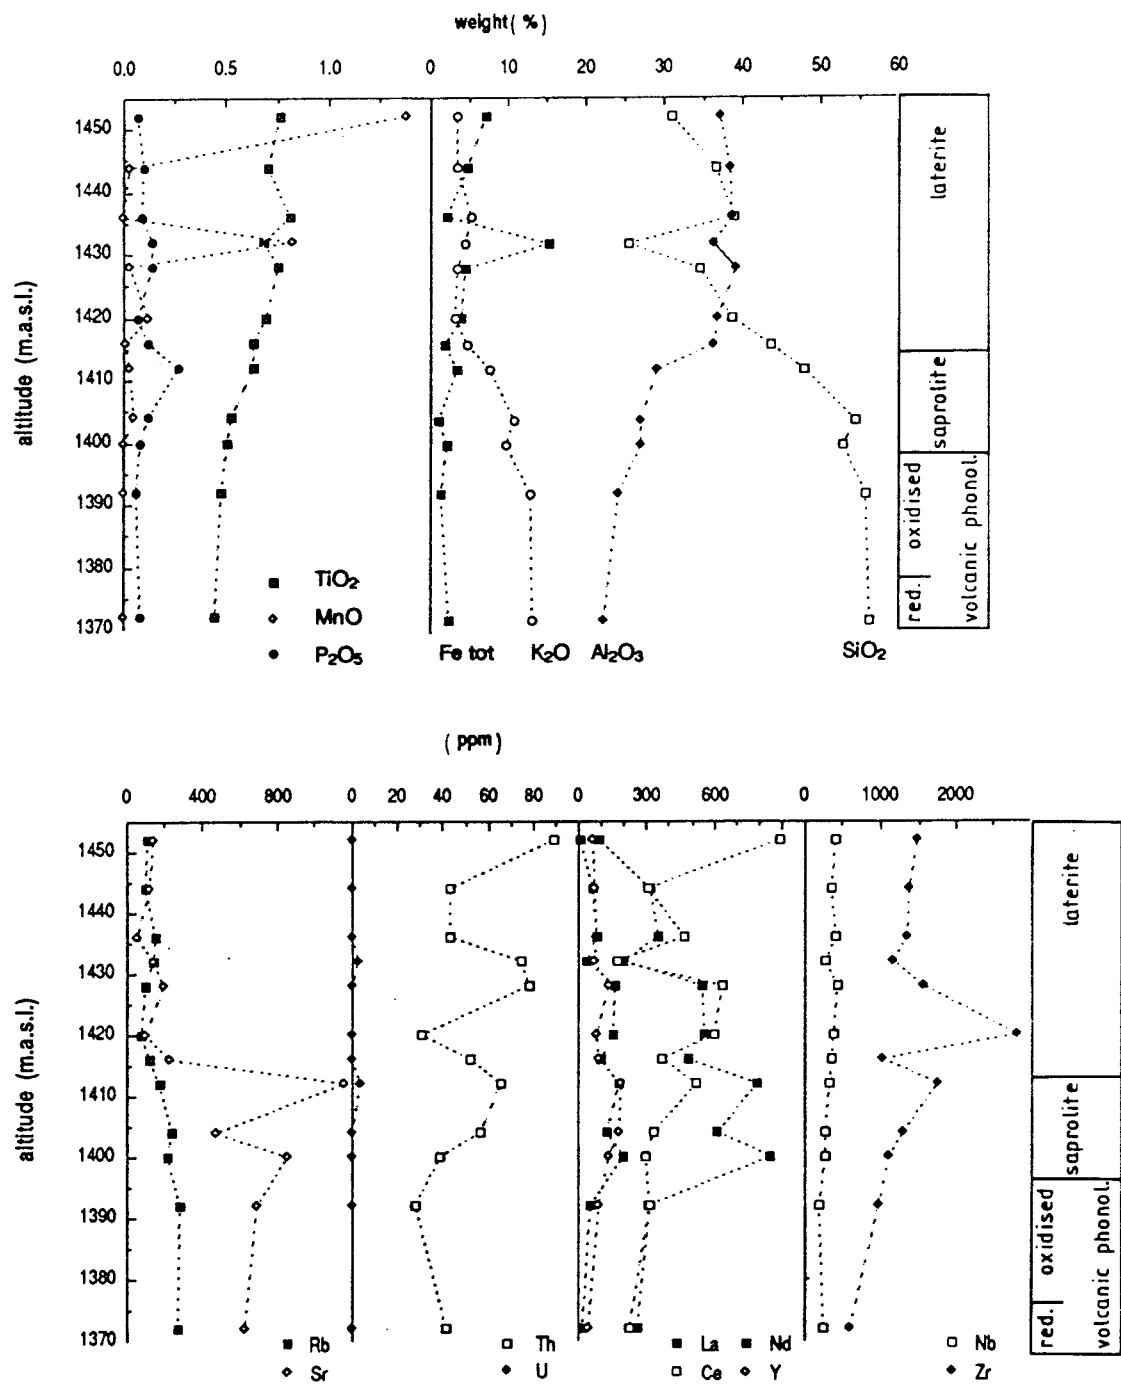 weight ( % )
0.0 0.5 1.0 0 10 20 30 40 50 60
1450
1440
1430
1420
1410
1400
1390
1380
1370
altitude (m.a.s.l.)
laterite
saprolite
oxidised
red.
volcanic phonol.
TiO₂
MnO
P₂O₅
Fe tot K₂O Al₂O₃ SiO₂
( ppm )
0 400 800 0 20 40 60 80 0 300 600 0 1000 2000
1450
1440
1430
1420
1410
1400
1390
1380
1370
altitude (m.a.s.l.)
laterite
saprolite
oxidised
red.
volcanic phonol.
Rb Th La Nd Nb
Sr U Ce Y Zr